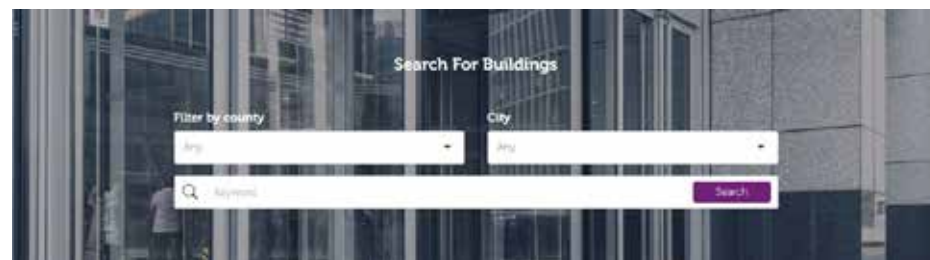 Search For Buildings
Filter by county
City
Any
Any
Keyword
Search